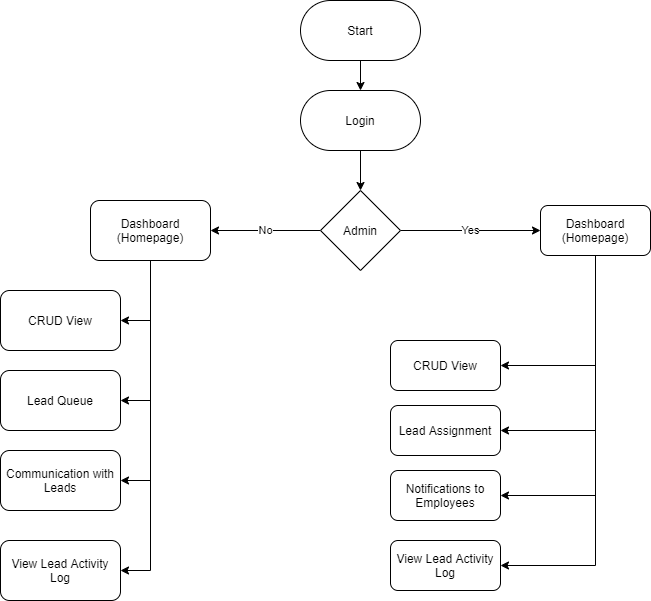 Start
Login
Admin
No
Yes
Dashboard
(Homepage)
CRUD View
Lead Queue
Communication with
Leads
View Lead Activity
Log
Dashboard
(Homepage)
CRUD View
Lead Assignment
Notifications to
Employees
View Lead Activity
Log